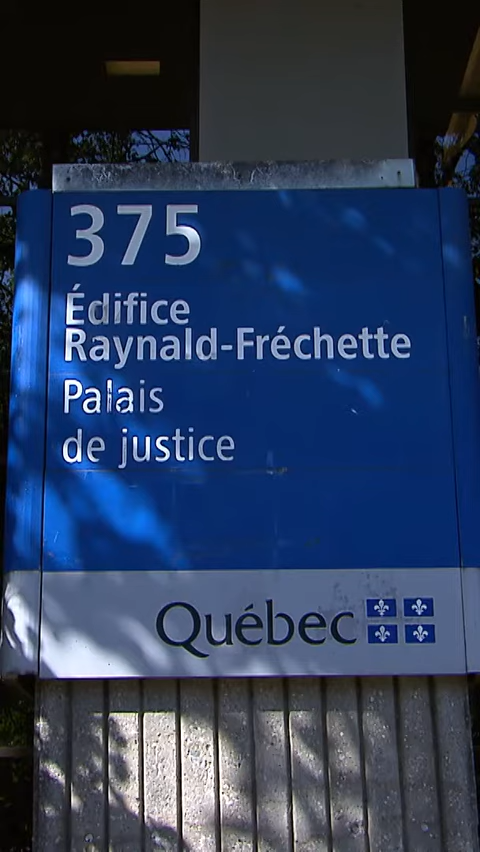 375
Édifice
Raynald-Fréchette
Palais
de justice
Québec